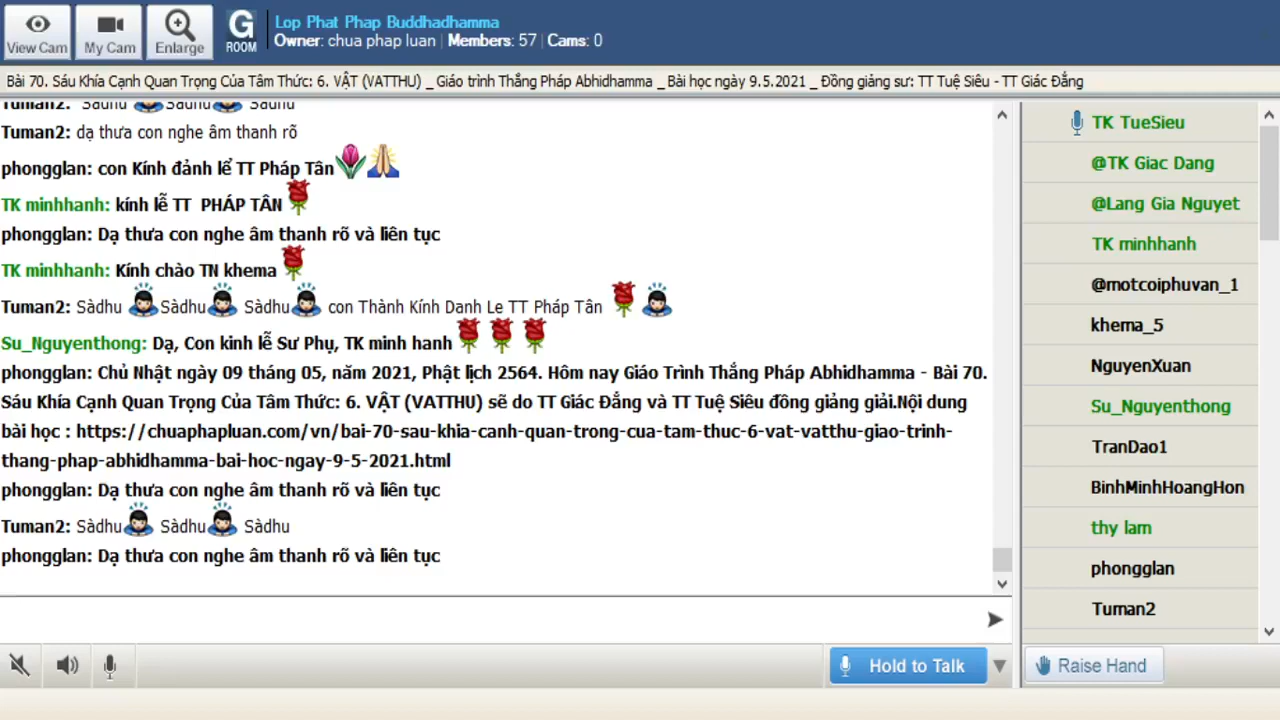 View Cam
My Cam
Enlarge
G
ROOM
Lop Phat Phap Buddhadhamma
Owner: chua phap luan | Members: 57 | Cams: 0
Bài 70. Sáu Khía Cạnh Quan Trọng Của Tâm Thức: 6. VẬT (VATTHU) _ Giáo trình Thắng Pháp Abhidhamma _ Bài học ngày 9.5.2021 _ Đồng giảng sư: TT Tuệ Siêu - TT Giác Đẳng
Tuman2: Sàdhu Sàdhu Sàdhu
Tuman2: dạ thưa con nghe âm thanh rõ
phongglan: con Kính đảnh lể TT Pháp Tân
TK minhhanh: kính lễ TT PHÁP TÂN
phongglan: Dạ thưa con nghe âm thanh rõ và liên tục
TK minhhanh: Kính chào TN khema
Tuman2: Sàdhu Sàdhu Sàdhu con Thành Kính Danh Le TT Pháp Tân
Su_Nguyenthong: Dạ, Con kinh lễ Sư Phụ, TK minh hanh
phongglan: Chủ Nhật ngày 09 tháng 05, năm 2021, Phật lịch 2564. Hôm nay Giáo Trình Thắng Pháp Abhidhamma - Bài 70.
Sáu Khía Cạnh Quan Trọng Của Tâm Thức: 6. VẬT (VATTHU) sẽ do TT Giác Đẳng và TT Tuệ Siêu đồng giảng giải.Nội dung
bài học : https://chuaphapluan.com/vn/bai-70-sau-khia-canh-quan-trong-cua-tam-thuc-6-vat-vatthu-giao-trinh-
thang-phap-abhidhamma-bai-hoc-ngay-9-5-2021.html
phongglan: Dạ thưa con nghe âm thanh rõ và liên tục
Tuman2: Sàdhu Sàdhu Sàdhu
phongglan: Dạ thưa con nghe âm thanh rõ và liên tục
TK TueSieu
@TK Giac Dang
@Lang Gia Nguyet
TK minhhanh
@motcoiphuvan_1
khema_5
NguyenXuan
Su_Nguyenthong
TranDao1
BinhMinhHoangHon
thy lam
phongglan
Tuman2
Hold to Talk
Raise Hand